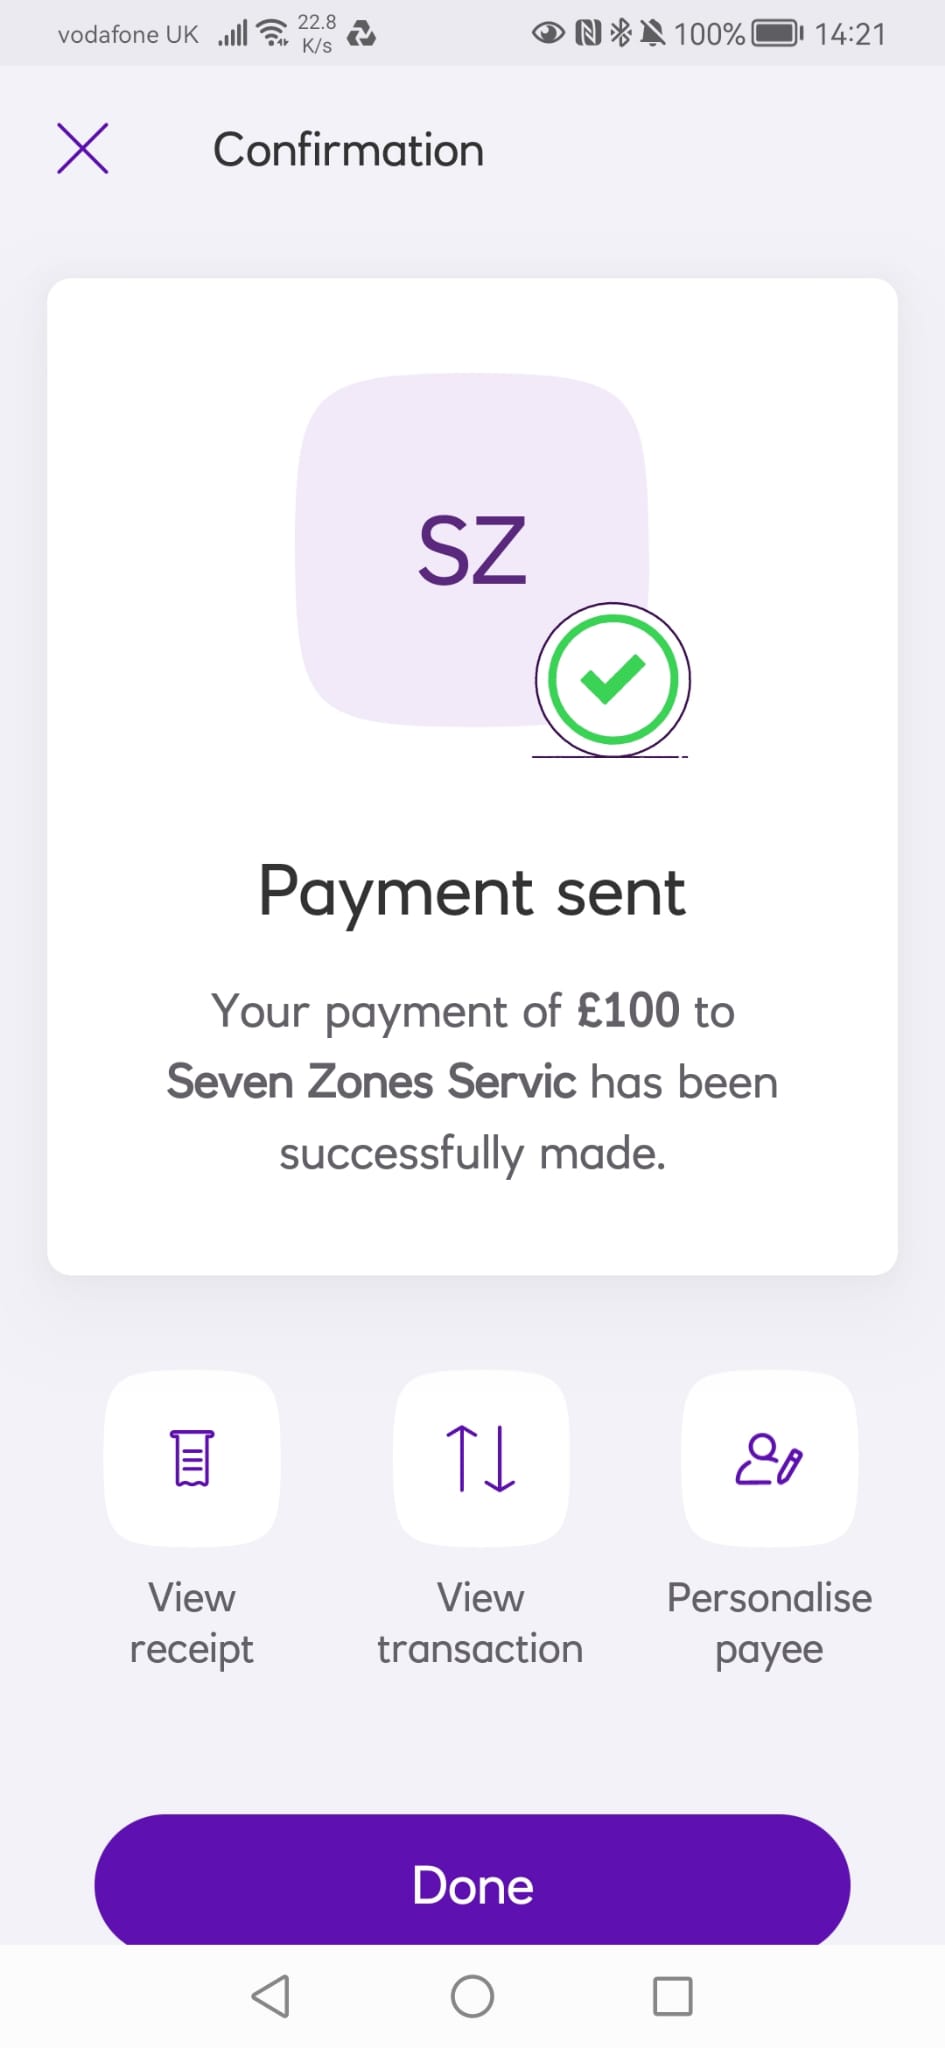 vodafone UK 22.8 K/s 100% 14:21
Confirmation
SZ
Payment sent
Your payment of £100 to
Seven Zones Servic has been
successfully made.
View receipt
View transaction
Personalise payee
Done